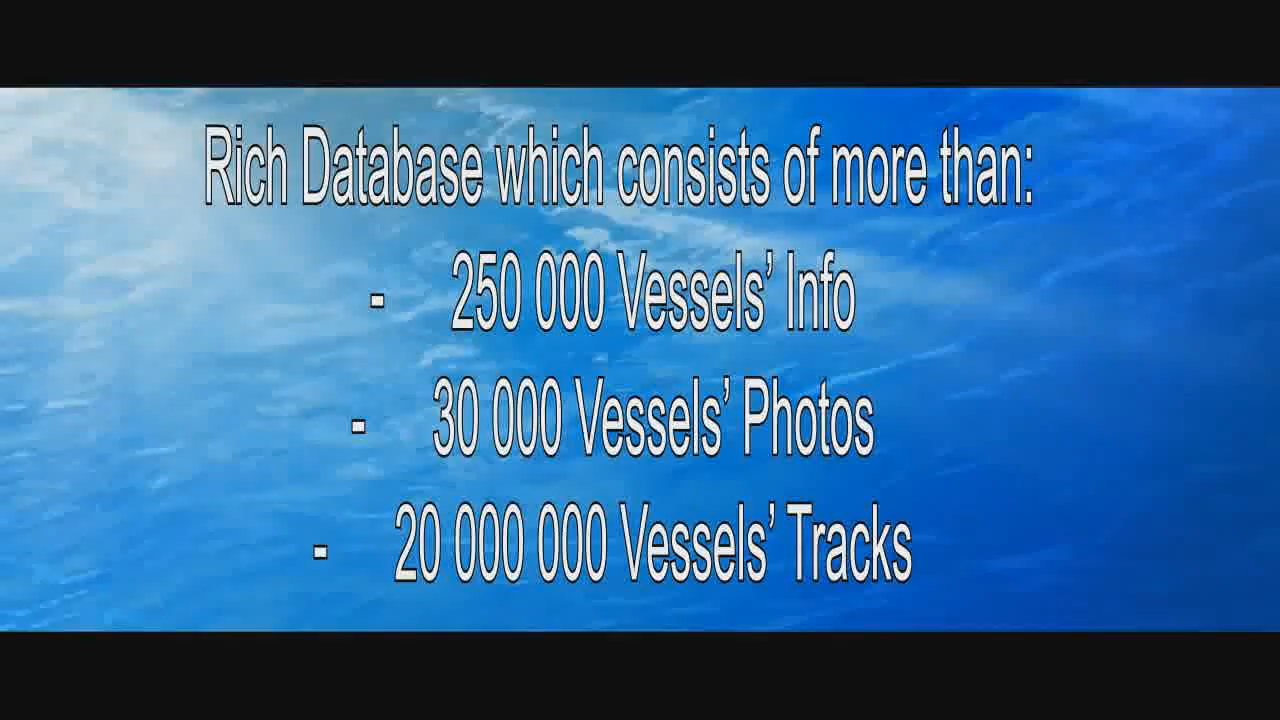 Rich Database which consists of more than:
- 250 000 Vessels’ Info
- 30 000 Vessels’ Photos
- 20 000 000 Vessels’ Tracks